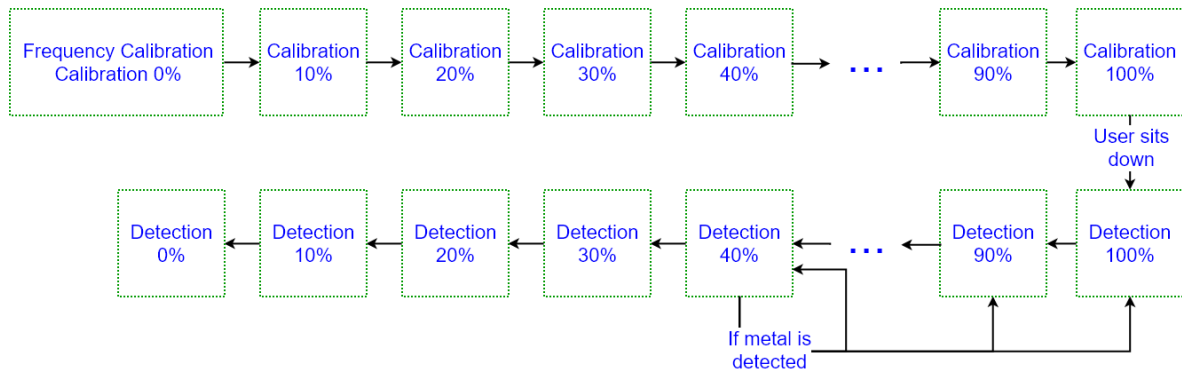 Frequency Calibration
Calibration 0%
Calibration
10%
Calibration
20%
Calibration
30%
Calibration
40%
...
Calibration
90%
Calibration
100%
User sits
down
Detection
0%
Detection
10%
Detection
20%
Detection
30%
Detection
40%
...
Detection
90%
Detection
100%
If metal is
detected